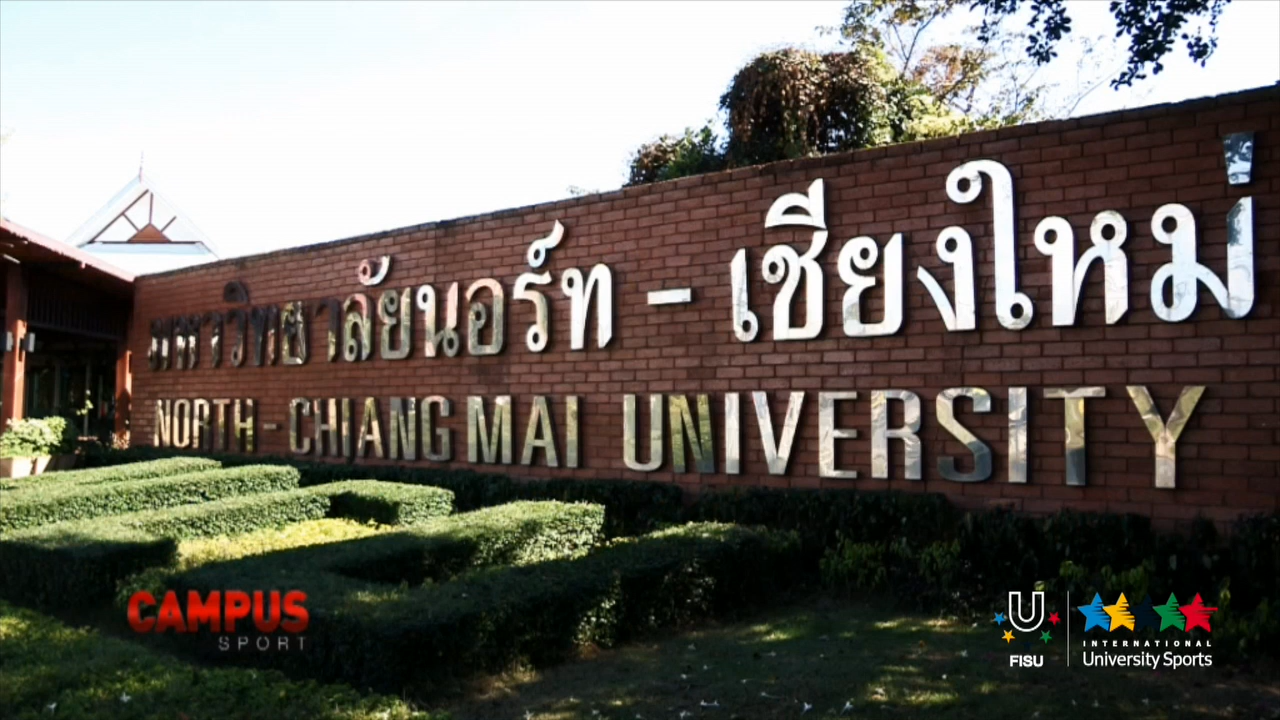 มหาวิทยาลัยนอร์ท - เชียงใหม่
NORTH - CHIANG MAI UNIVERSITY
CAMPUS
SPORT
U
FISU
INTERNATIONAL
University Sports